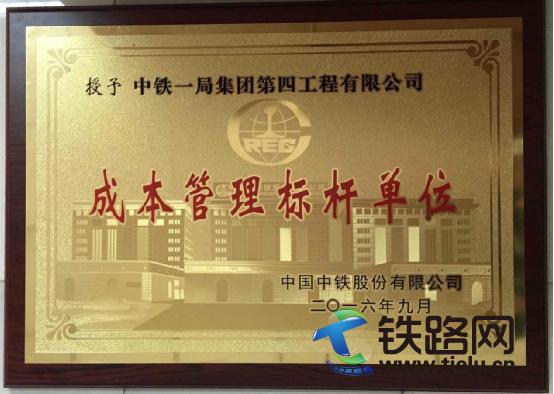 授予 中铁一局集团第四工程有限公司
CREG
成本管理标杆单位
中国中铁股份有限公司
二〇一六年九月
铁路网
www.tielu.cn